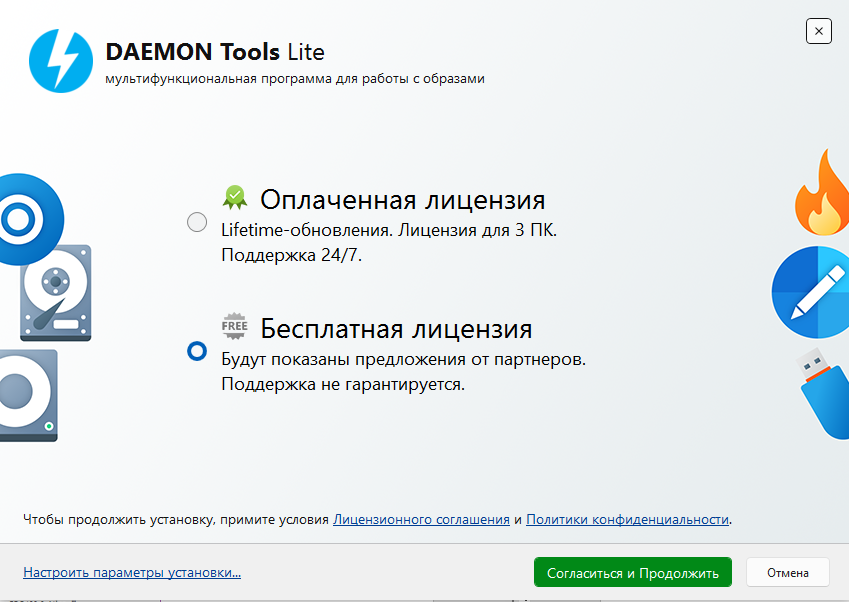 DAEMON Tools Lite
мультифункциональная программа для работы с образами
Оплаченная лицензия
Lifetime-обновления. Лицензия для 3 ПК.
Поддержка 24/7.
FREE
Бесплатная лицензия
Будут показаны предложения от партнеров.
Поддержка не гарантируется.
Чтобы продолжить установку, примите условия Лицензионного соглашения и Политики конфиденциальности.
Настроить параметры установки...
Согласиться и Продолжить
Отмена